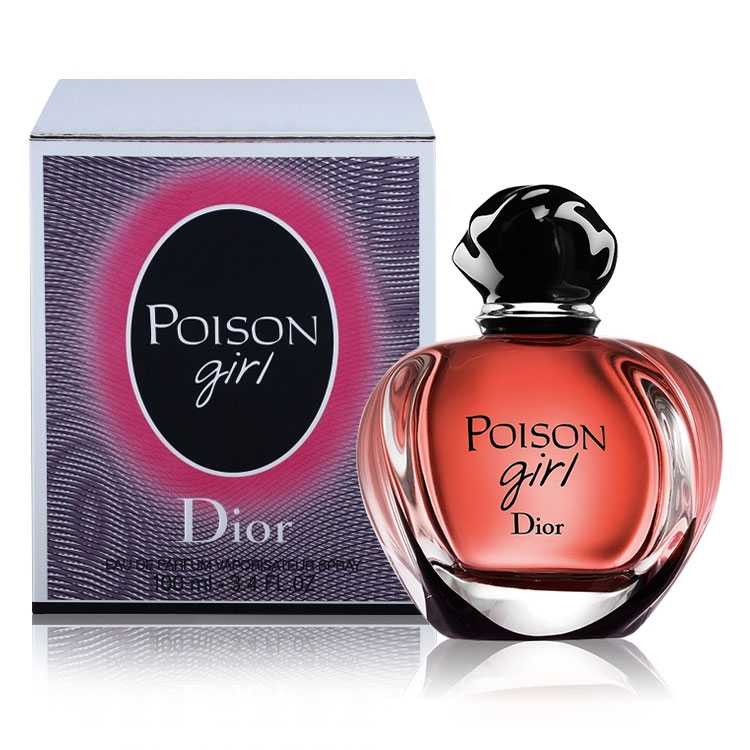 POISON
girl
Dior
EAU DE PARFUM VAPORISATEUR SPRAY
100 ml - 3.4 FL.OZ
POISON
girl
Dior